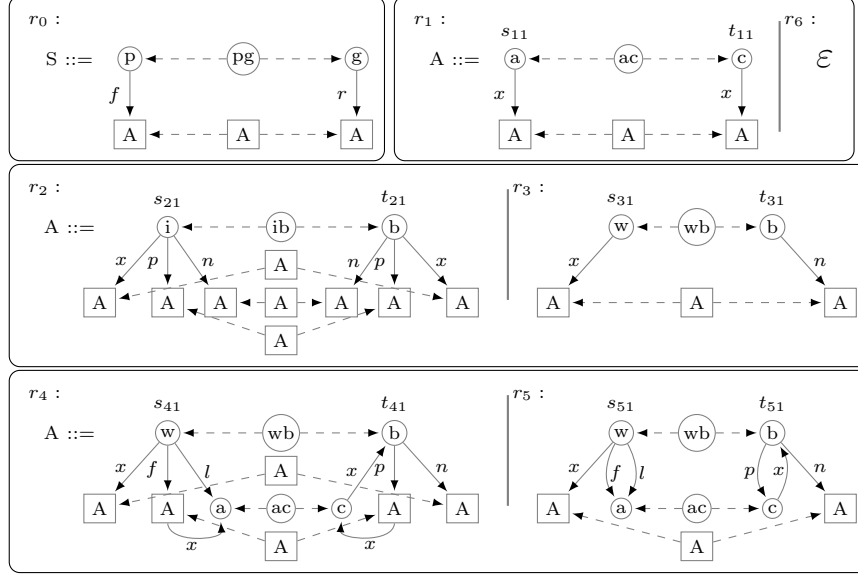 r₀ :
S ::= p pg g
f r
A A A
r₁ : r₆ :
s₁₁ t₁₁
A ::= a ac c ε
x x
A A A
r₂ : r₃ :
s₂₁ t₂₁ s₃₁ t₃₁
A ::= i ib b w wb b
x p n n p x x n
A
A A A A A A A A A A
A
r₄ : r₅ :
s₄₁ t₄₁ s₅₁ t₅₁
A ::= w wb b w wb b
x f l x p n x f l p x n
A
A A a ac c A A A a ac c A
x A x A